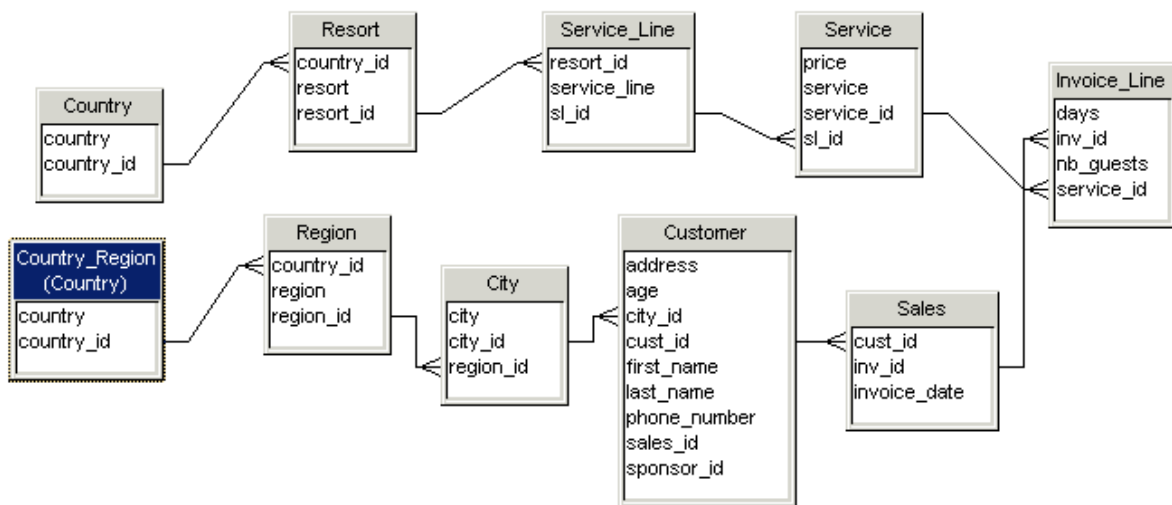 Resort
country_id
resort
resort_id
Service_Line
resort_id
service_line
sl_id
Service
price
service
service_id
sl_id
Invoice_Line
days
inv_id
nb_guests
service_id
Country
country
country_id
Country_Region
(Country)
country
country_id
Region
country_id
region
region_id
City
city
city_id
region_id
Customer
address
age
city_id
cust_id
first_name
last_name
phone_number
sales_id
sponsor_id
Sales
cust_id
inv_id
invoice_date